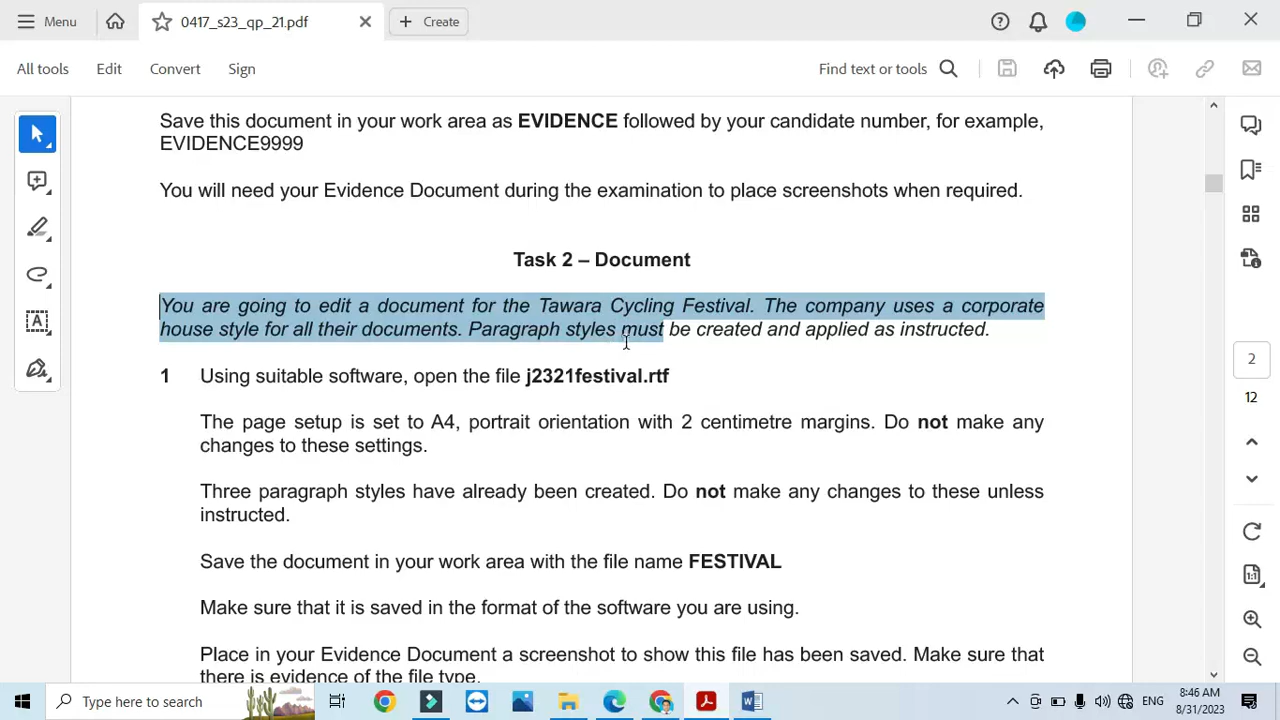 Menu
0417_s23_qp_21.pdf
Create
All tools
Edit
Convert
Sign
Find text or tools
Save this document in your work area as EVIDENCE followed by your candidate number, for example,
EVIDENCE9999
You will need your Evidence Document during the examination to place screenshots when required.
Task 2 – Document
You are going to edit a document for the Tawara Cycling Festival. The company uses a corporate
house style for all their documents. Paragraph styles must be created and applied as instructed.
1 Using suitable software, open the file j2321festival.rtf
The page setup is set to A4, portrait orientation with 2 centimetre margins. Do not make any
changes to these settings.
Three paragraph styles have already been created. Do not make any changes to these unless
instructed.
Save the document in your work area with the file name FESTIVAL
Make sure that it is saved in the format of the software you are using.
Place in your Evidence Document a screenshot to show this file has been saved. Make sure that
there is evidence of the file type.
2
12
1:1
Type here to search
ENG
8:46 AM
8/31/2023